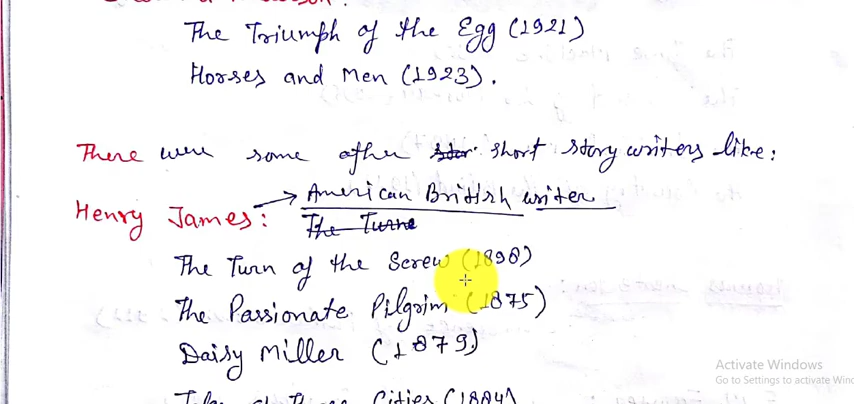 The Triumph of the Egg (1921)
Horses and Men (1923).
There were some other short story writers like:
Henry James: → American British writer
The Turn of the Screw (1898)
The Passionate Pilgrim (1875)
Daisy Miller (1879)
Cities (1884)
Activate Windows
Go to Settings to activate Wind